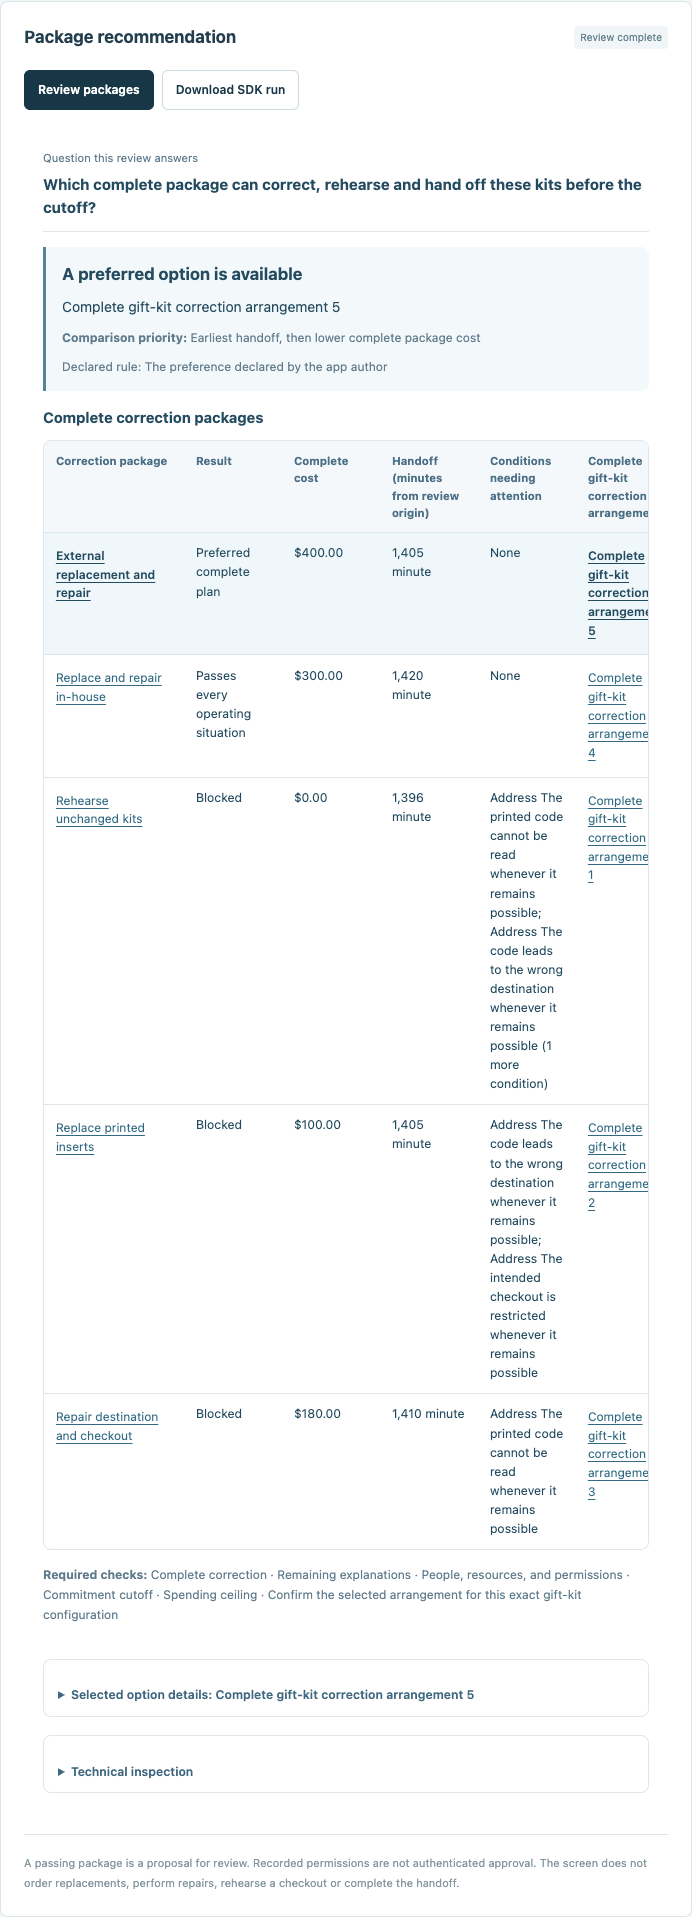 Package recommendation
Review complete
Review packages
Download SDK run
Question this review answers
Which complete package can correct, rehearse and hand off these kits before the
cutoff?
A preferred option is available
Complete gift-kit correction arrangement 5
Comparison priority: Earliest handoff, then lower complete package cost
Declared rule: The preference declared by the app author
Complete correction packages
Correction package
Result
Complete
cost
Handoff
(minutes
from review
origin)
Conditions
needing
attention
Complete
gift-kit
correction
arrangeme
External
replacement and
repair
Preferred
complete
plan
$400.00
1,405
minute
None
Complete
gift-kit
correction
arrangeme
5
Replace and repair
in-house
Passes
every
operating
situation
$300.00
1,420
minute
None
Complete
gift-kit
correction
arrangeme
4
Rehearse
unchanged kits
Blocked
$0.00
1,396
minute
Address The
printed code
cannot be
read
whenever it
remains
possible;
Address The
code leads
to the wrong
destination
whenever it
remains
possible (1
more
condition)
Complete
gift-kit
correction
arrangeme
1
Replace printed
inserts
Blocked
$100.00
1,405
minute
Address The
code leads
to the wrong
destination
whenever it
remains
possible;
Address The
intended
checkout is
restricted
whenever it
remains
possible
Complete
gift-kit
correction
arrangeme
2
Repair destination
and checkout
Blocked
$180.00
1,410 minute
Address The
printed code
cannot be
read
whenever it
remains
possible
Complete
gift-kit
correction
arrangeme
3
Required checks: Complete correction · Remaining explanations · People, resources, and permissions ·
Commitment cutoff · Spending ceiling · Confirm the selected arrangement for this exact gift-kit
configuration
Selected option details: Complete gift-kit correction arrangement 5
Technical inspection
A passing package is a proposal for review. Recorded permissions are not authenticated approval. The screen does not
order replacements, perform repairs, rehearse a checkout or complete the handoff.